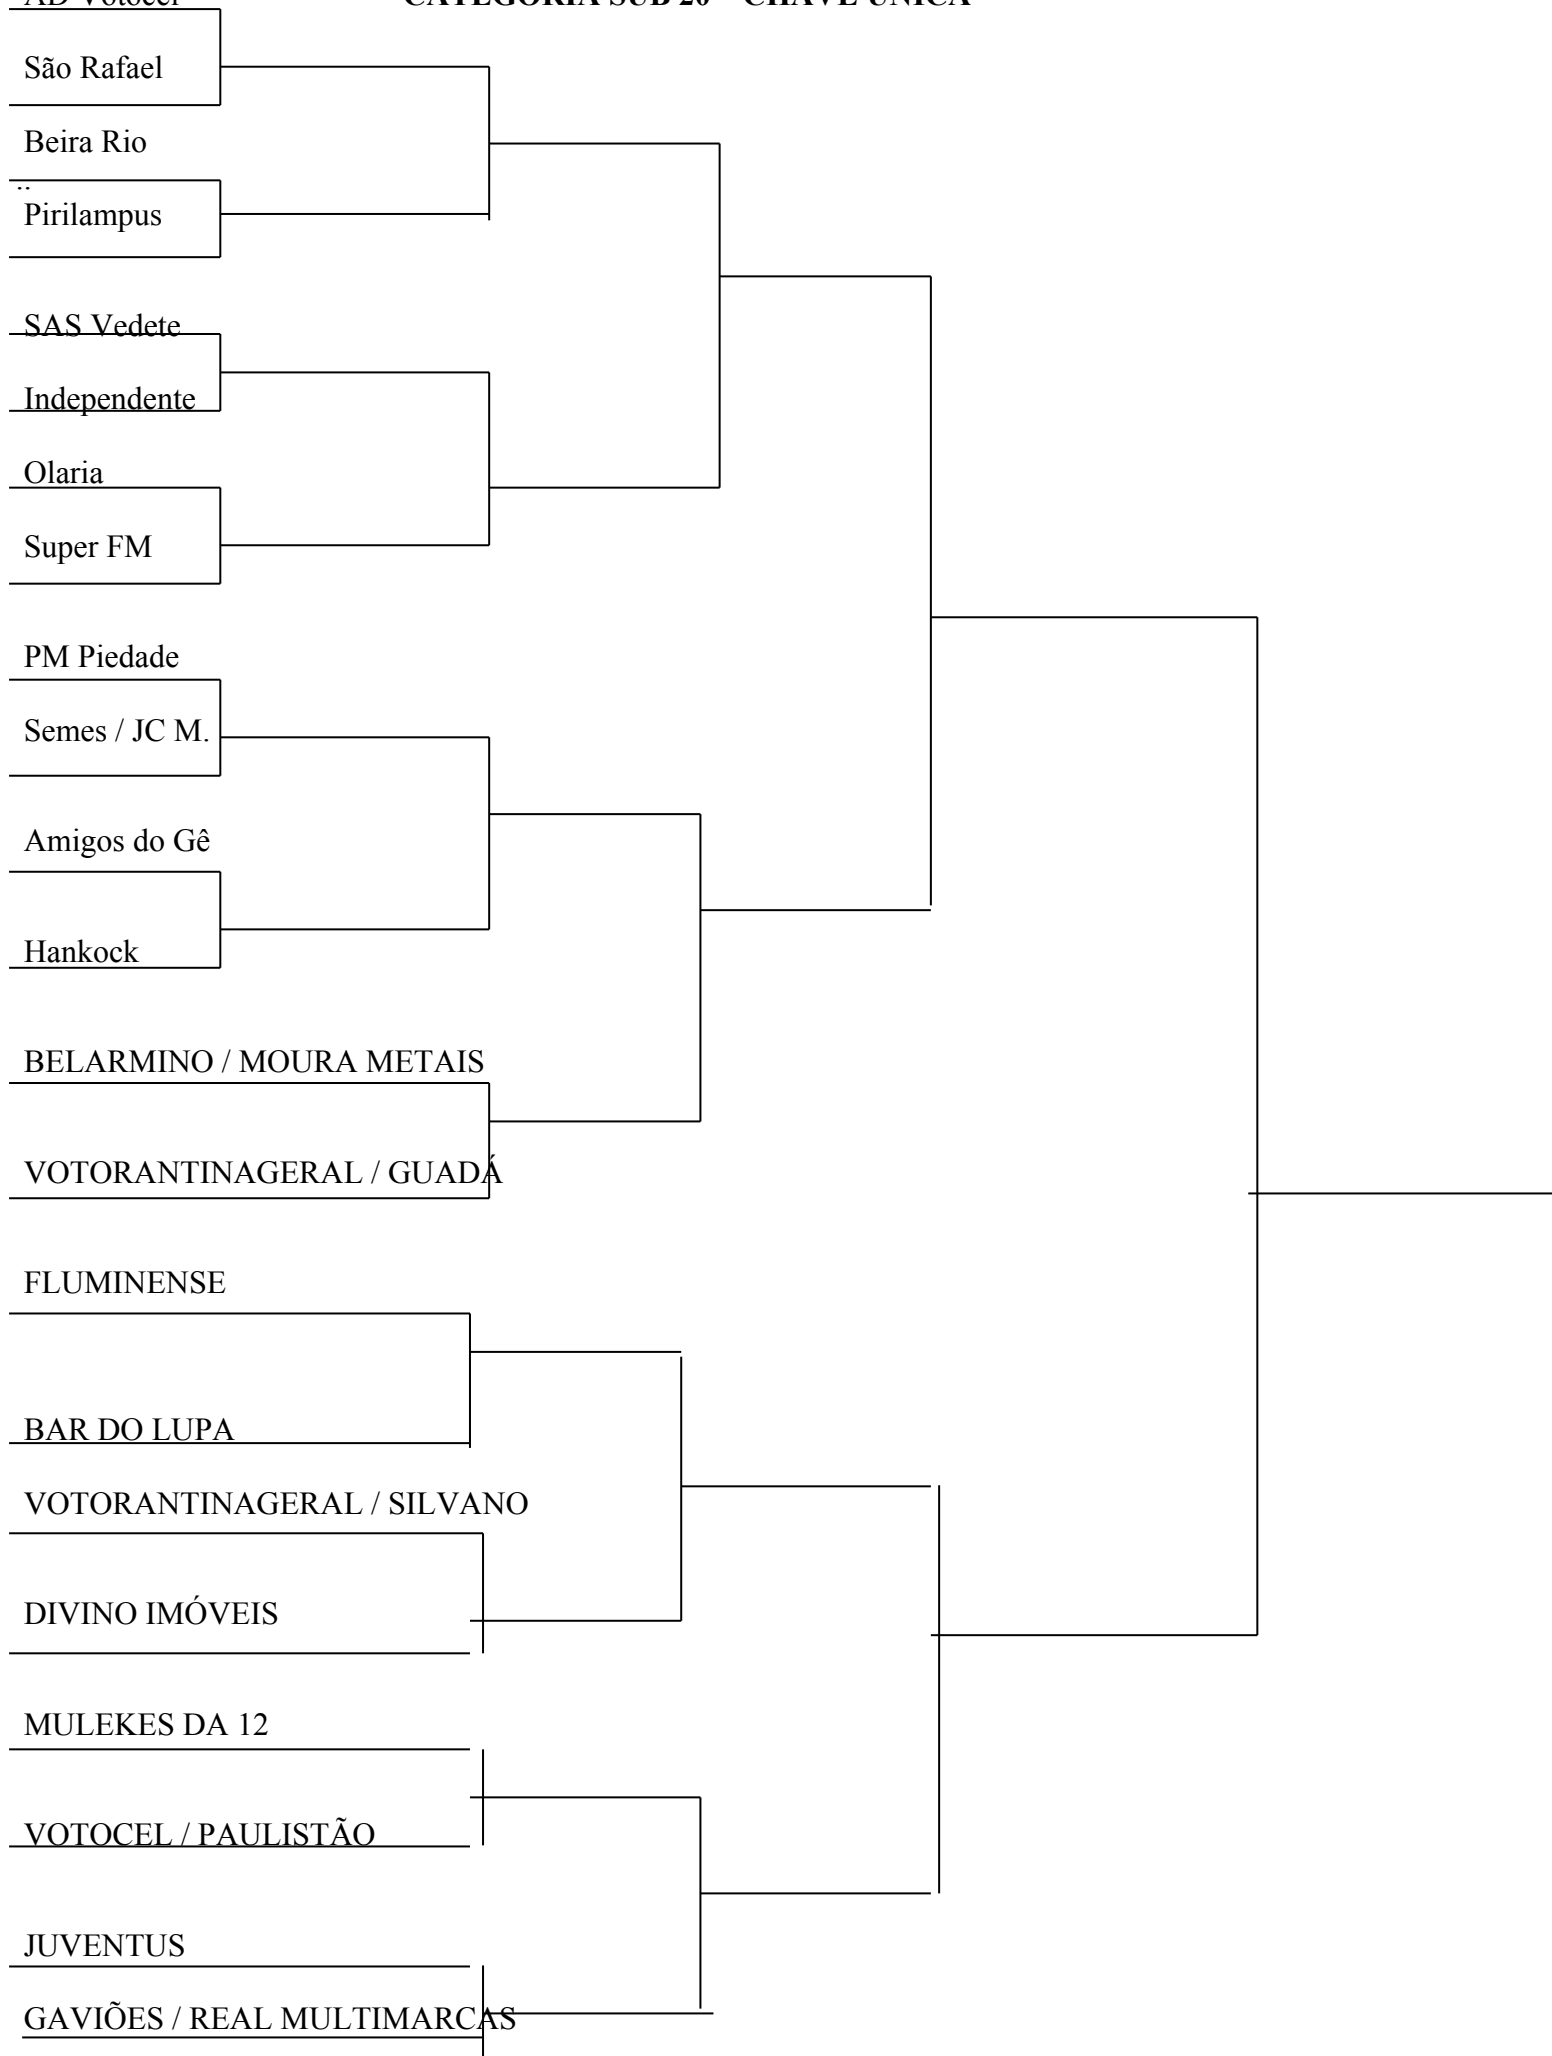 AD Votocel
CATEGORIA SUB 20 – CHAVE ÚNICA
São Rafael
Beira Rio
..
Pirilampus
SAS Vedete
Independente
Olaria
Super FM
PM Piedade
Semes / JC M.
Amigos do Gê
Hankock
BELARMINO / MOURA METAIS
VOTORANTINAGERAL / GUADÁ
FLUMINENSE
BAR DO LUPA
VOTORANTINAGERAL / SILVANO
DIVINO IMÓVEIS
MULEKES DA 12
VOTOCEL / PAULISTÃO
JUVENTUS
GAVIÕES / REAL MULTIMARCAS